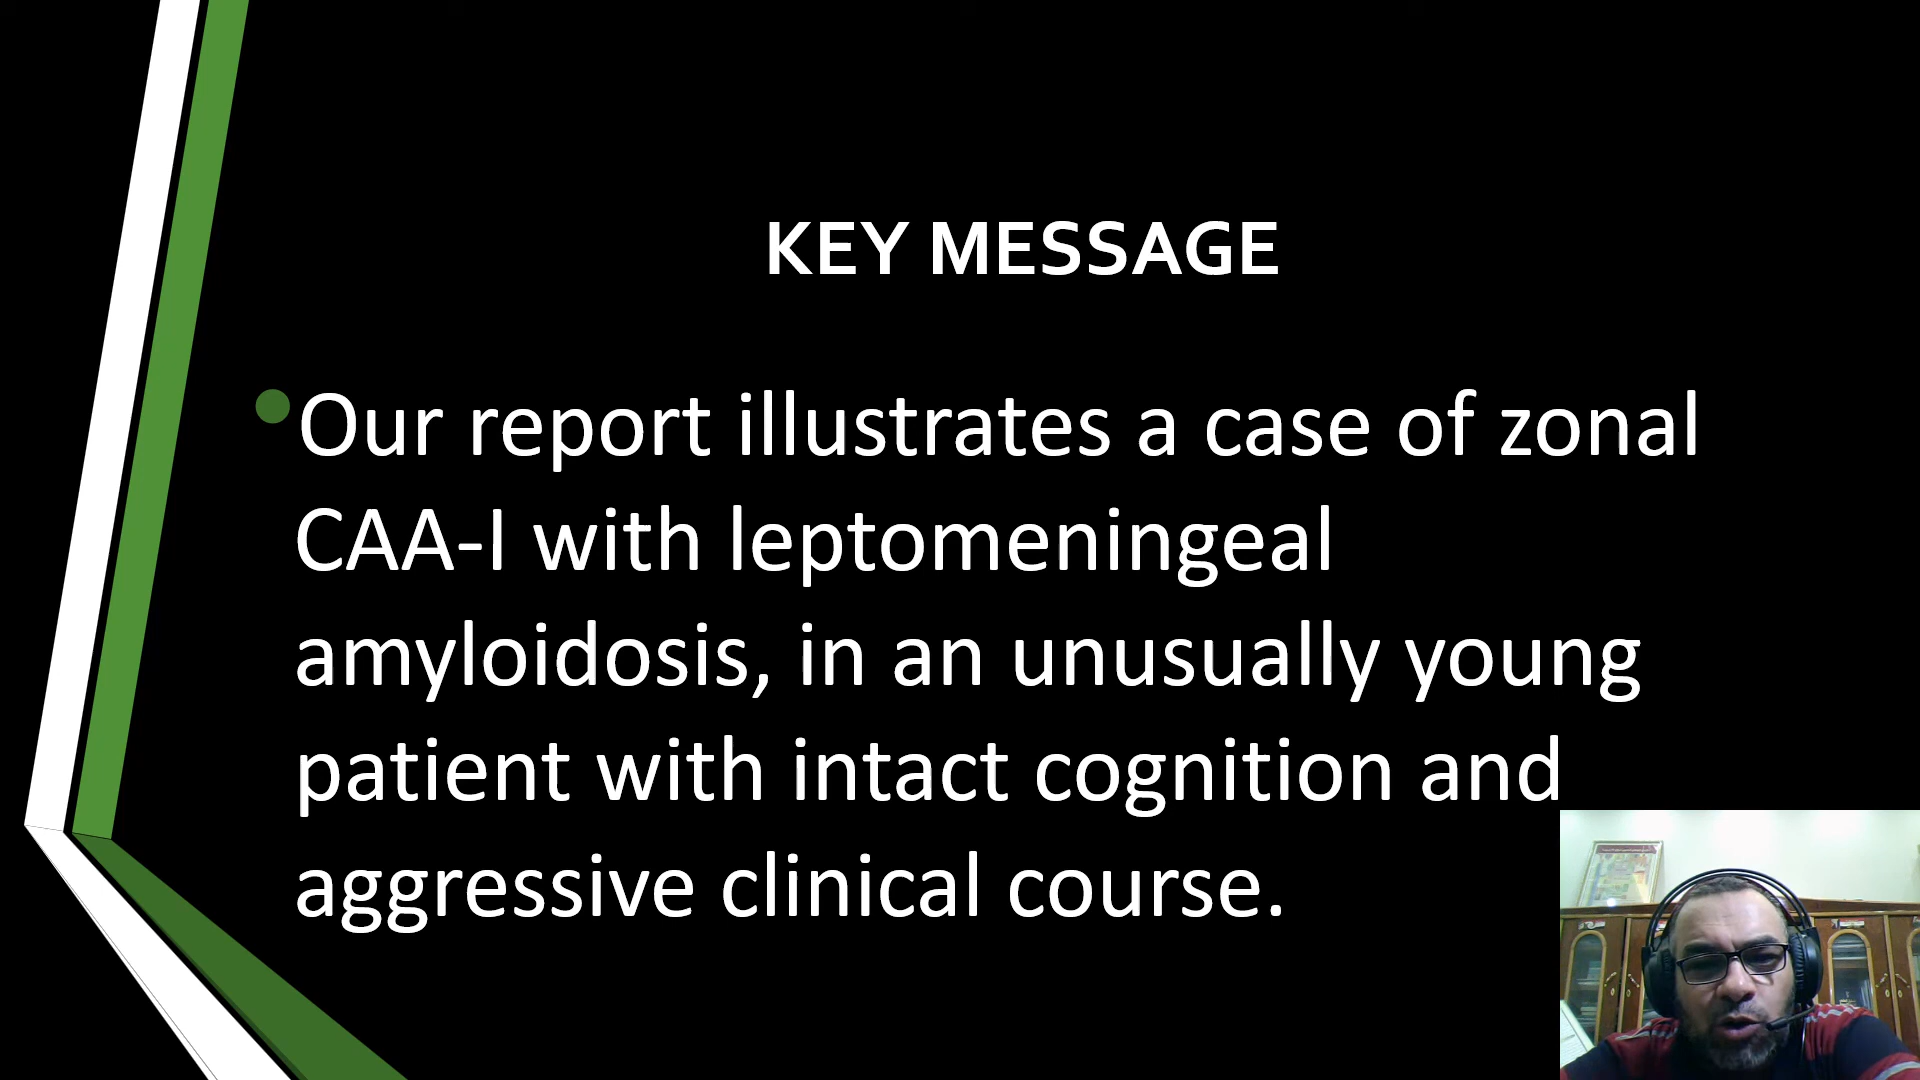 KEY MESSAGE
Our report illustrates a case of zonal
CAA-I with leptomeningeal
amyloidosis, in an unusually young
patient with intact cognition and
aggressive clinical course.